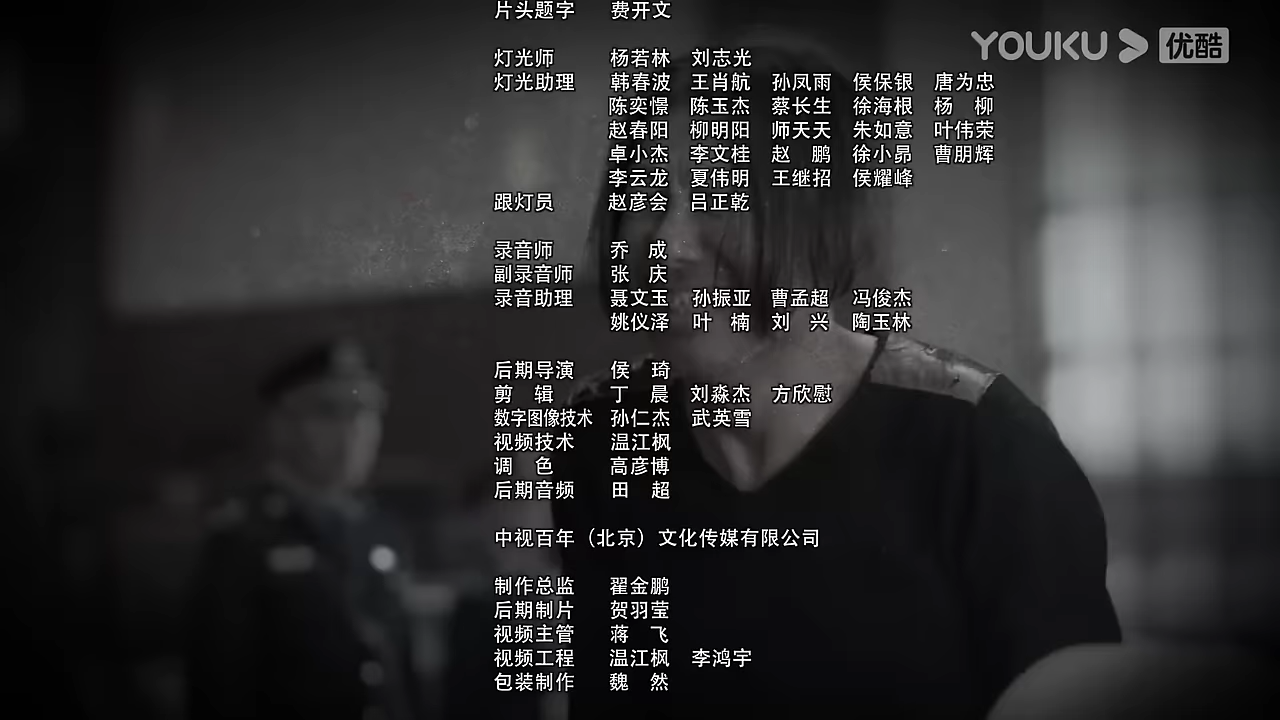 片头题字 费开文
YOUKU 优酷
灯光师 杨若林 刘志光
灯光助理 韩春波 王肖航 孙凤雨 侯保银 唐为忠
陈奕憬 陈玉杰 蔡长生 徐海根 杨 柳
赵春阳 柳明阳 师天天 朱如意 叶伟荣
卓小杰 李文桂 赵 鹏 徐小昂 曹朋辉
李云龙 夏伟明 王继招 侯耀峰
跟灯员 赵彦会 吕正乾
录音师 乔 成
副录音师 张 庆
录音助理 聂文玉 孙振亚 曹孟超 冯俊杰
姚仪泽 叶 楠 刘 兴 陶玉林
后期导演 侯 琦
剪 辑 丁 晨 刘淼杰 方欣慰
数字图像技术 孙仁杰 武英雪
视频技术 温江枫
调 色 高彦博
后期音频 田 超
中视百年（北京）文化传媒有限公司
制作总监 翟金鹏
后期制片 贺羽莹
视频主管 蒋 飞
视频工程 温江枫 李鸿宇
包装制作 魏 然